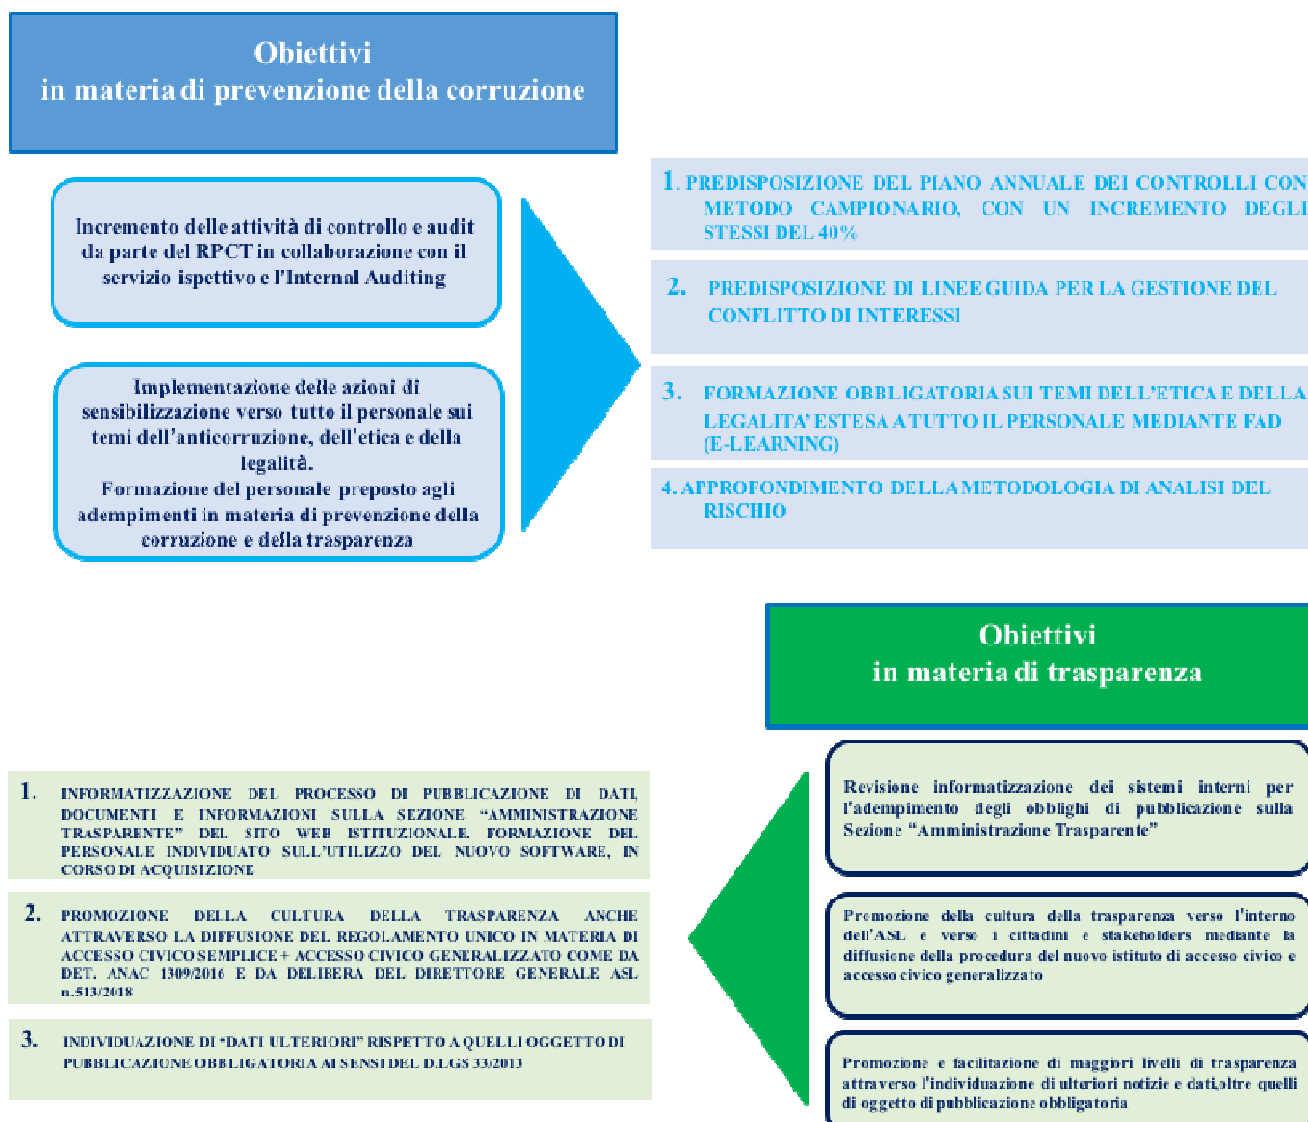 Obiettivi
in materia di prevenzione della corruzione
Incremento delle attività di controllo e audit
da parte del RPCT in collaborazione con il
servizio ispettivo e l'Internal Auditing
Implementazione delle azioni di
sensibilizzazione verso tutto il personale sui
temi dell'anticorruzione, dell'etica e della
legalità.
Formazione del personale preposto agli
adempimenti in materia di prevenzione della
corruzione e della trasparenza
1. PREDISPOSIZIONE DEL PIANO ANNUALE DEI CONTROLLI CON
METODO CAMPIONARIO, CON UN INCREMENTO DEGLI
STESSI DEL 40%
2. PREDISPOSIZIONE DI LINEE GUIDA PER LA GESTIONE DEL
CONFLITTO DI INTERESSI
3. FORMAZIONE OBBLIGATORIA SUI TEMI DELL'ETICA E DELLA
LEGALITA' ESTESA A TUTTO IL PERSONALE MEDIANTE FAD
(E-LEARNING)
4. APPROFONDIMENTO DELLA METODOLOGIA DI ANALISI DEL
RISCHIO
Obiettivi
in materia di trasparenza
Revisione informatizzazione dei sistemi interni per
l'adempimento degli obblighi di pubblicazione sulla
Sezione "Amministrazione Trasparente"
Promozione della cultura della trasparenza verso l'interno
dell'ASL e verso i cittadini e stakeholders mediante la
diffusione della procedura del nuovo istituto di accesso civico e
accesso civico generalizzato
Promozione e facilitazione di maggiori livelli di trasparenza
attraverso l'individuazione di ulteriori notizie e dati,oltre quelli
di oggetto di pubblicazione obbligatoria
1. INFORMATIZZAZIONE DEL PROCESSO DI PUBBLICAZIONE DI DATI,
DOCUMENTI E INFORMAZIONI SULLA SEZIONE "AMMINISTRAZIONE
TRASPARENTE" DEL SITO WEB ISTITUZIONALE. FORMAZIONE DEL
PERSONALE INDIVIDUATO SULL'UTILIZZO DEL NUOVO SOFTWARE, IN
CORSO DI ACQUISIZIONE
2. PROMOZIONE DELLA CULTURA DELLA TRASPARENZA ANCHE
ATTRAVERSO LA DIFFUSIONE DEL REGOLAMENTO UNICO IN MATERIA DI
ACCESSO CIVICO SEMPLICE + ACCESSO CIVICO GENERALIZZATO COME DA
DET. ANAC 1309/2016 E DA DELIBERA DEL DIRETTORE GENERALE ASL
n.513/2018
3. INDIVIDUAZIONE DI "DATI ULTERIORI" RISPETTO A QUELLI OGGETTO DI
PUBBLICAZIONE OBBLIGATORIA AI SENSI DEL D.LGS 33/2013